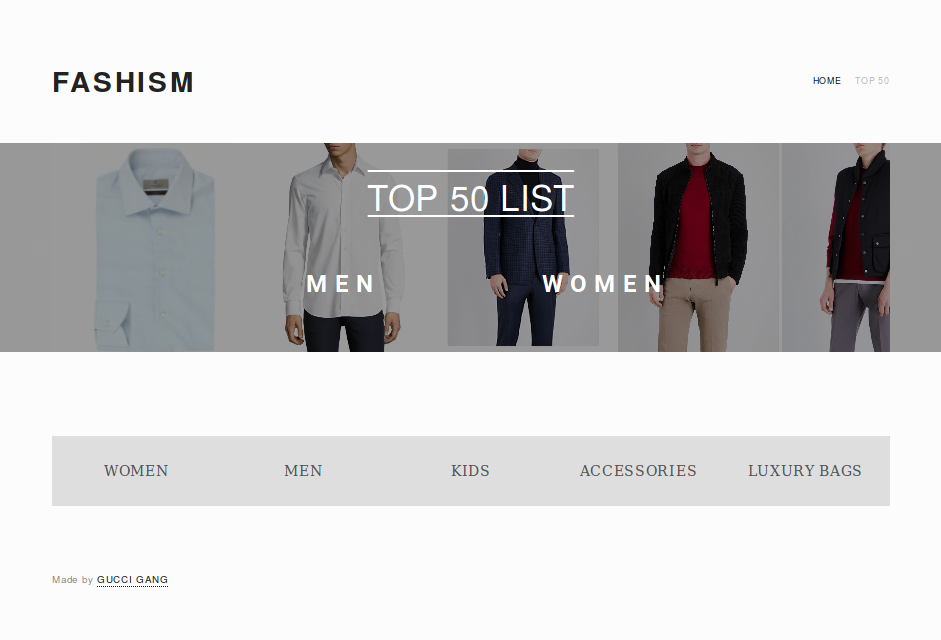 FASHISM
HOME TOP 50
TOP 50 LIST
MEN WOMEN
WOMEN MEN KIDS ACCESSORIES LUXURY BAGS
Made by GUCCI GANG